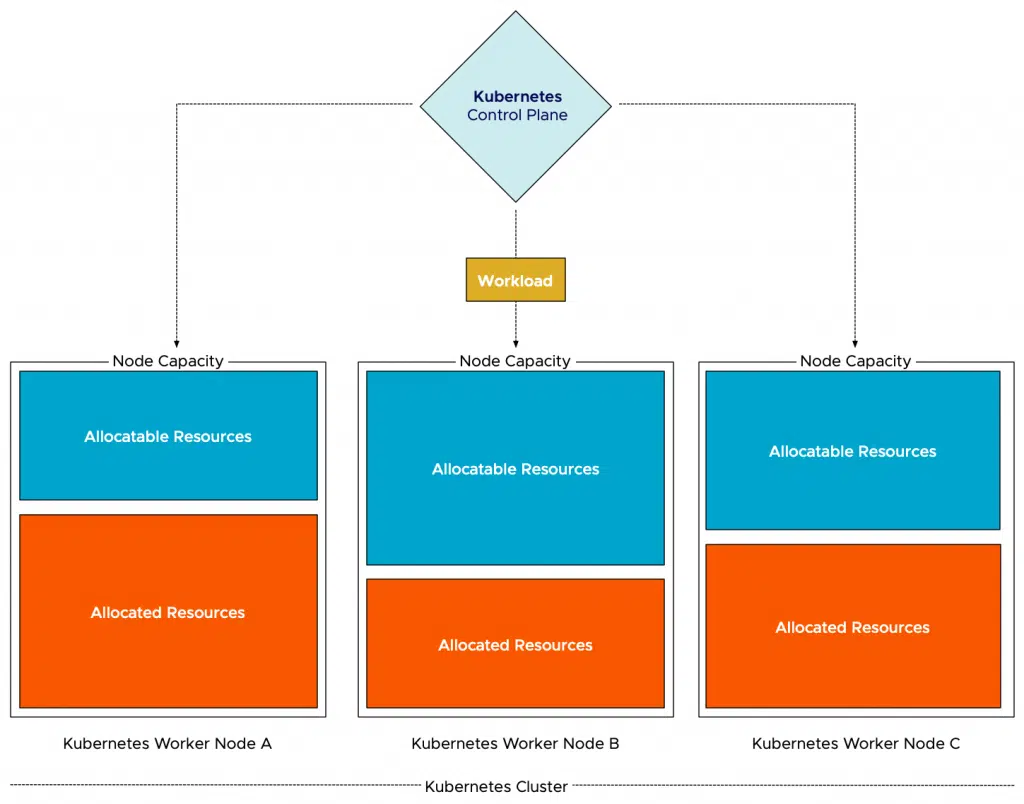 Kubernetes
Control Plane
Workload
Node Capacity
Node Capacity
Node Capacity
Allocatable Resources
Allocatable Resources
Allocatable Resources
Allocated Resources
Allocated Resources
Allocated Resources
Kubernetes Worker Node A
Kubernetes Worker Node B
Kubernetes Worker Node C
Kubernetes Cluster